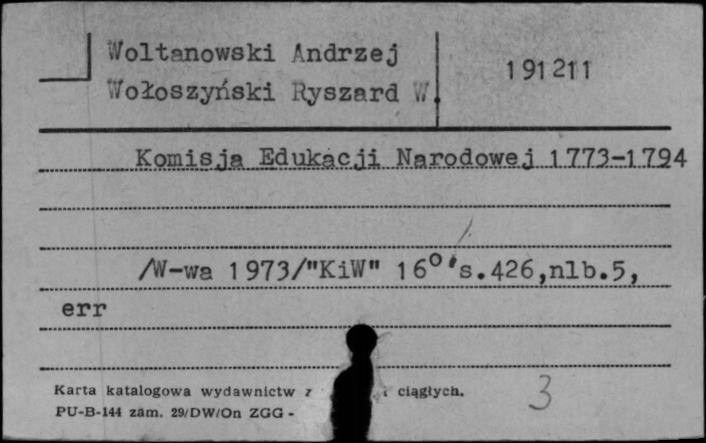 Woltanowski Andrzej
Wołoszyński Ryszard W.
191211
Komisja Edukacji Narodowej 1773-1794
/W-wa 1973/"KiW" 16° s.426,nlb.5,
err
Karta katalogowa wydawnictw z ciągłych.
PU-B-144 zam. 29/DW/On ZGG -
3